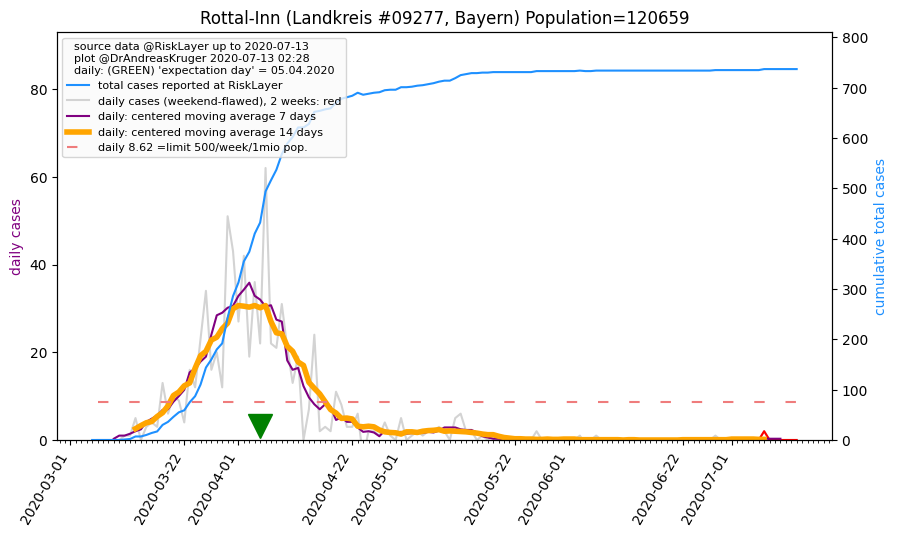 Rottal-Inn (Landkreis #09277, Bayern) Population=120659
source data @RiskLayer up to 2020-07-13
plot @DrAndreasKruger 2020-07-13 02:28
daily: (GREEN) 'expectation day' = 05.04.2020
total cases reported at RiskLayer
daily cases (weekend-flawed), 2 weeks: red
daily: centered moving average 7 days
daily: centered moving average 14 days
daily 8.62 =limit 500/week/1mio pop.
daily cases
0
20
40
60
80
cumulative total cases
0
100
200
300
400
500
600
700
800
2020-03-01
2020-03-22
2020-04-01
2020-04-22
2020-05-01
2020-05-22
2020-06-01
2020-06-22
2020-07-01